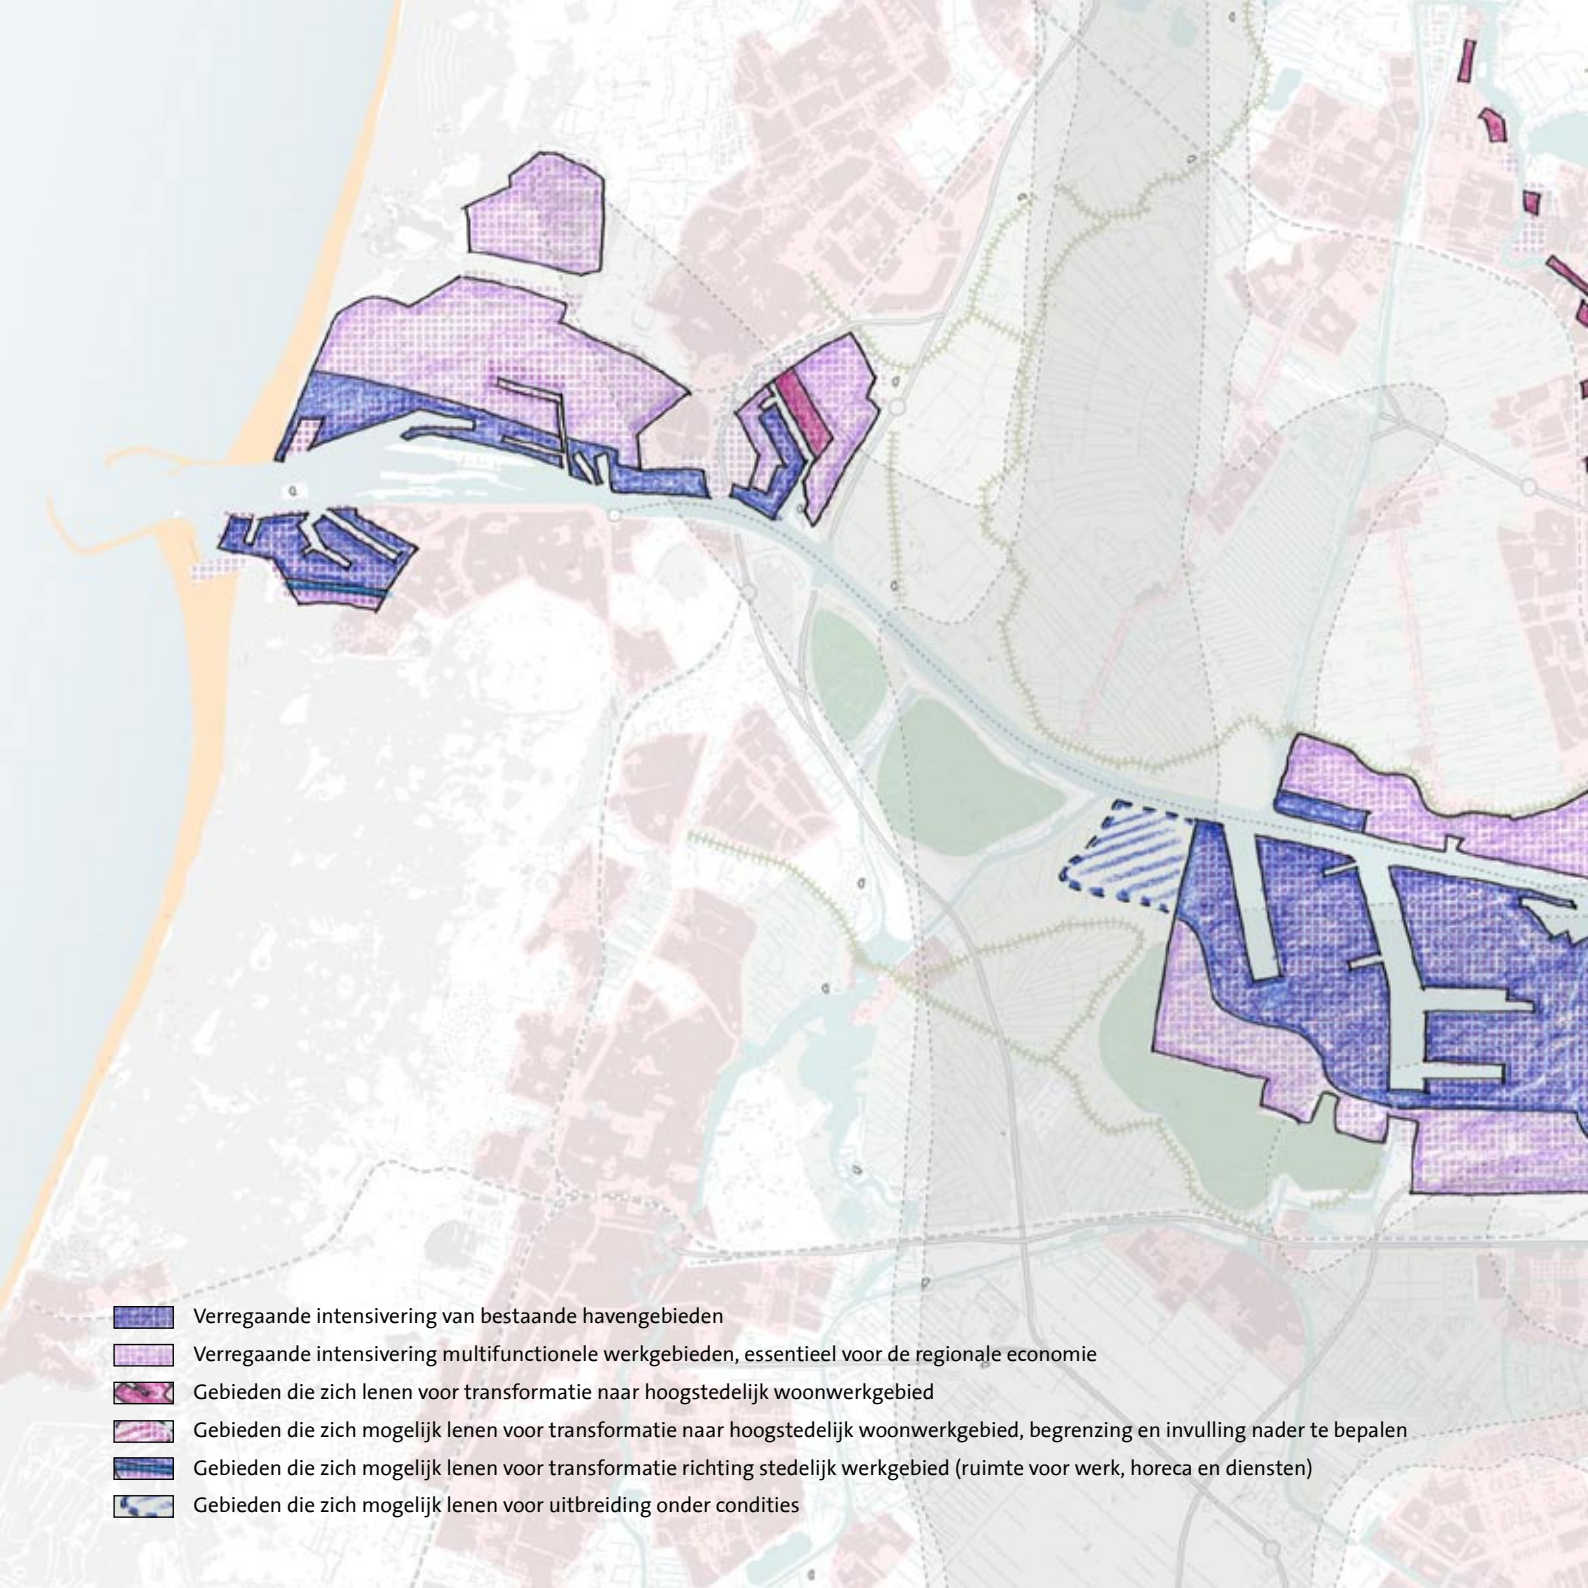 Verregaande intensivering van bestaande havengebieden
Verregaande intensivering multifunctionele werkgebieden, essentieel voor de regionale economie
Gebieden die zich lenen voor transformatie naar hoogstedelijk woonwerkgebied
Gebieden die zich mogelijk lenen voor transformatie naar hoogstedelijk woonwerkgebied, begrenzing en invulling nader te bepalen
Gebieden die zich mogelijk lenen voor transformatie richting stedelijk werkgebied (ruimte voor werk, horeca en diensten)
Gebieden die zich mogelijk lenen voor uitbreiding onder condities